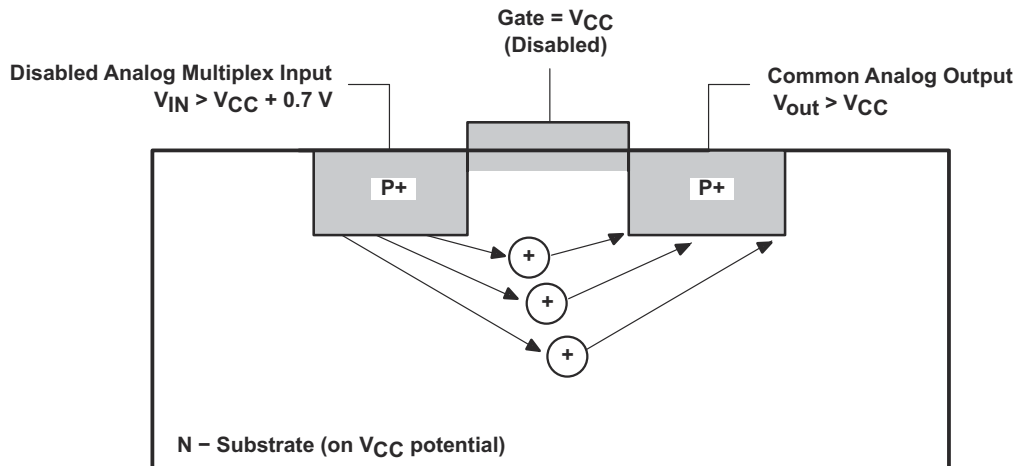 Gate = VCC
(Disabled)
Disabled Analog Multiplex Input
VIN > VCC + 0.7 V
Common Analog Output
Vout > VCC
P+
P+
+
+
+
N − Substrate (on VCC potential)